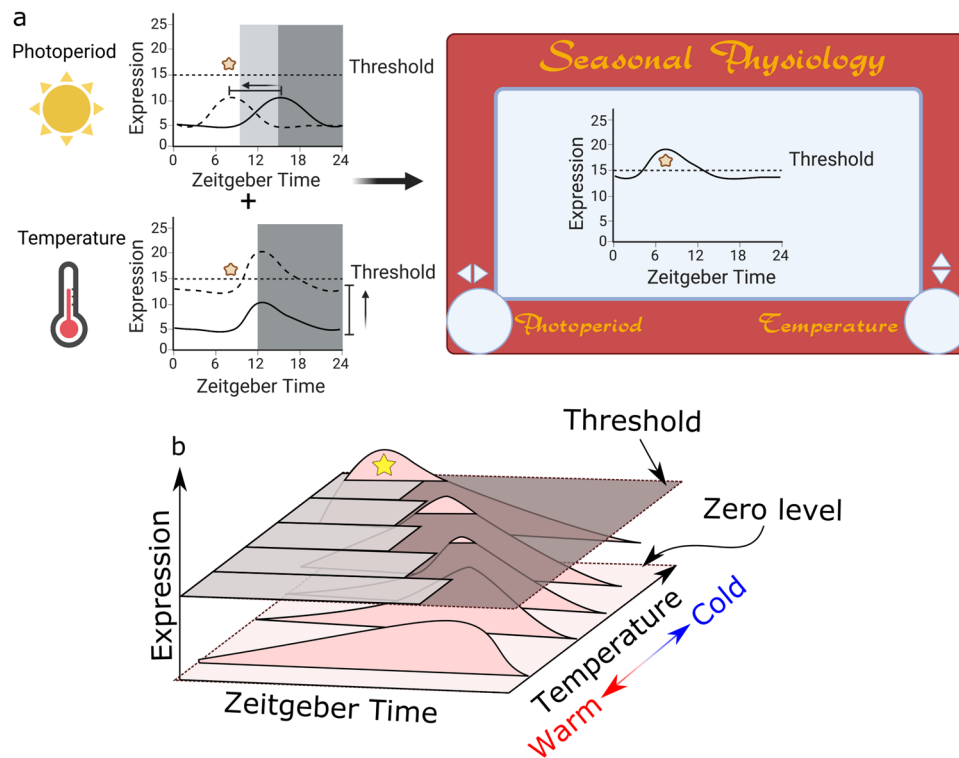 a
Photoperiod
25
20
15
10
5
0
Expression
Threshold
0 6 12 18 24
Zeitgeber Time
+
Temperature
25
20
15
10
5
0
Expression
Threshold
0 6 12 18 24
Zeitgeber Time
Seasonal Physiology
25
20
15
10
5
0
Expression
Threshold
0 6 12 18 24
Zeitgeber Time
Photoperiod
Temperature
b
Threshold
Zero level
Expression
Zeitgeber Time
Temperature
Cold
Warm